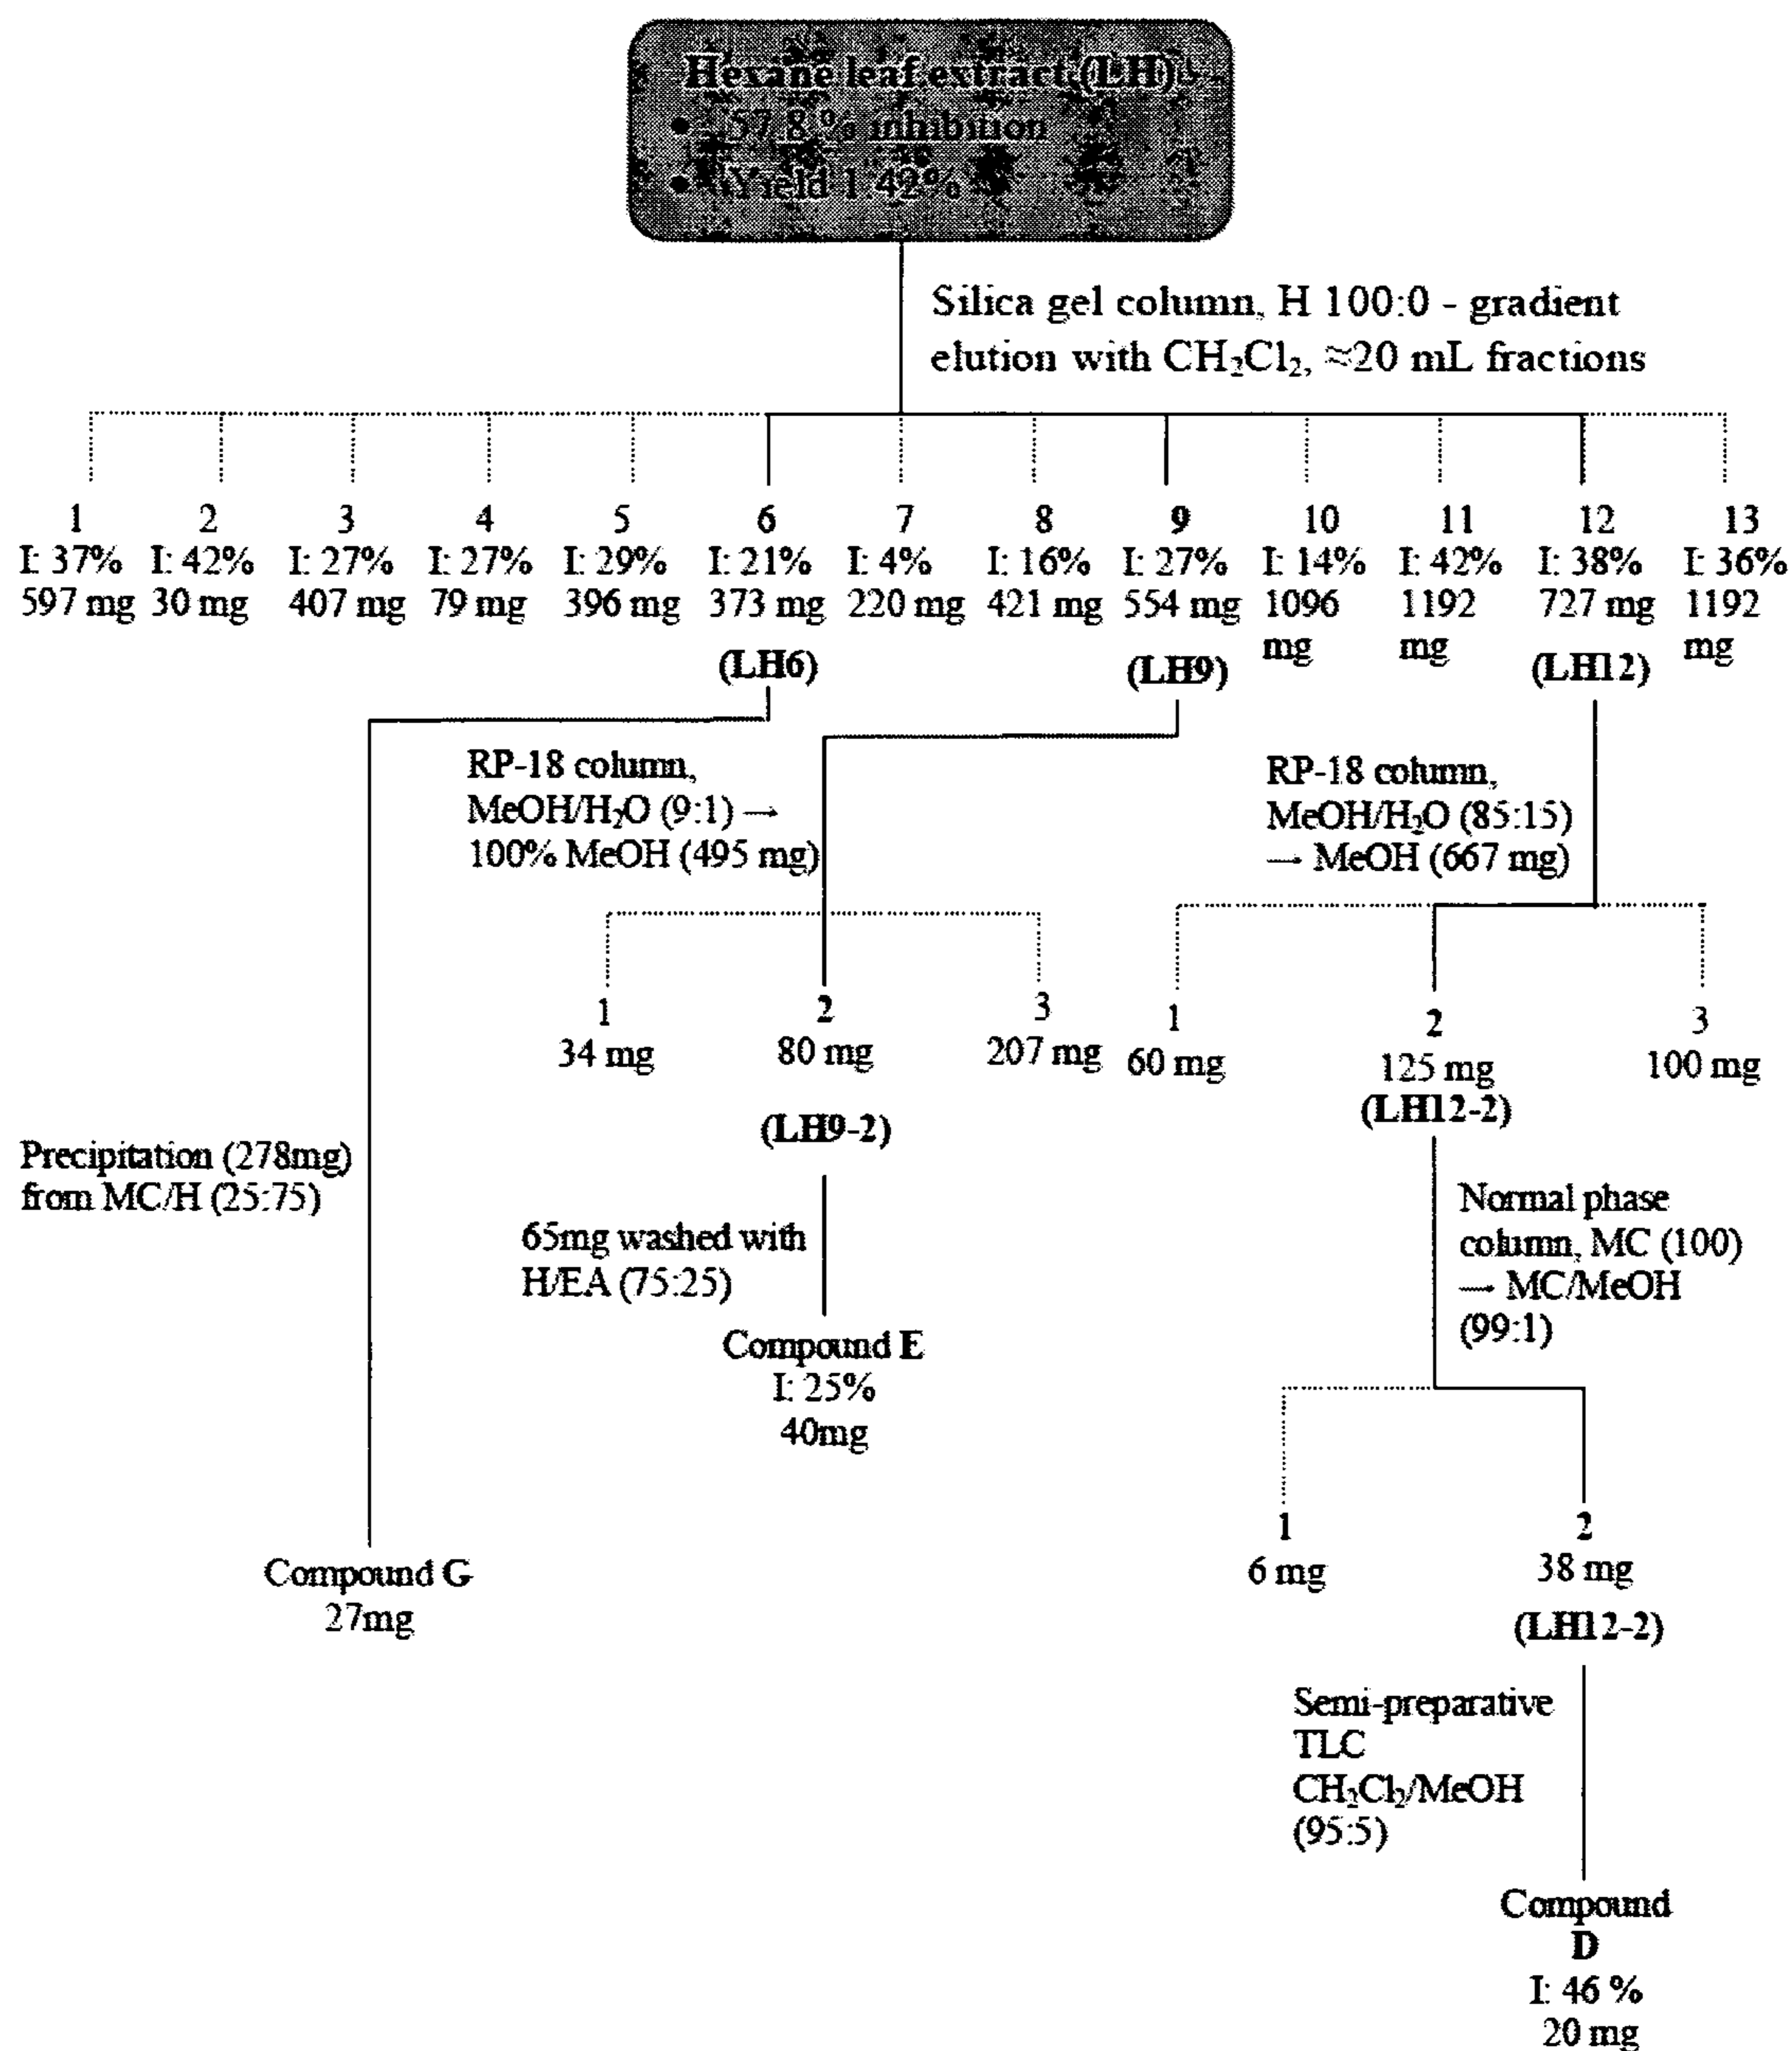 Hexane leaf extract (LH)
• 57.8 % inhibition
• Yield 1.42%
Silica gel column, H 100:0 - gradient
elution with CH₂Cl₂, ≈20 mL fractions
1 2 3 4 5 6 7 8 9 10 11 12 13
I: 37% I: 42% I: 27% I: 27% I: 29% I: 21% I: 4% I: 16% I: 27% I: 14% I: 42% I: 38% I: 36%
597 mg 30 mg 407 mg 79 mg 396 mg 373 mg 220 mg 421 mg 554 mg 1096 1192 727 mg 1192
mg mg mg
(LH6) (LH9) (LH12)
RP-18 column,
MeOH/H₂O (9:1) →
100% MeOH (495 mg)
RP-18 column,
MeOH/H₂O (85:15)
→ MeOH (667 mg)
1 2 3
34 mg 80 mg 207 mg
(LH9-2)
1 2 3
60 mg 125 mg 100 mg
(LH12-2)
Precipitation (278mg)
from MC/H (25:75)
65mg washed with
H/EA (75:25)
Normal phase
column, MC (100)
→ MC/MeOH
(99:1)
Compound E
I: 25%
40mg
1 2
6 mg 38 mg
(LH12-2)
Compound G
27mg
Semi-preparative
TLC
CH₂Cl₂/MeOH
(95:5)
Compound
D
I: 46 %
20 mg